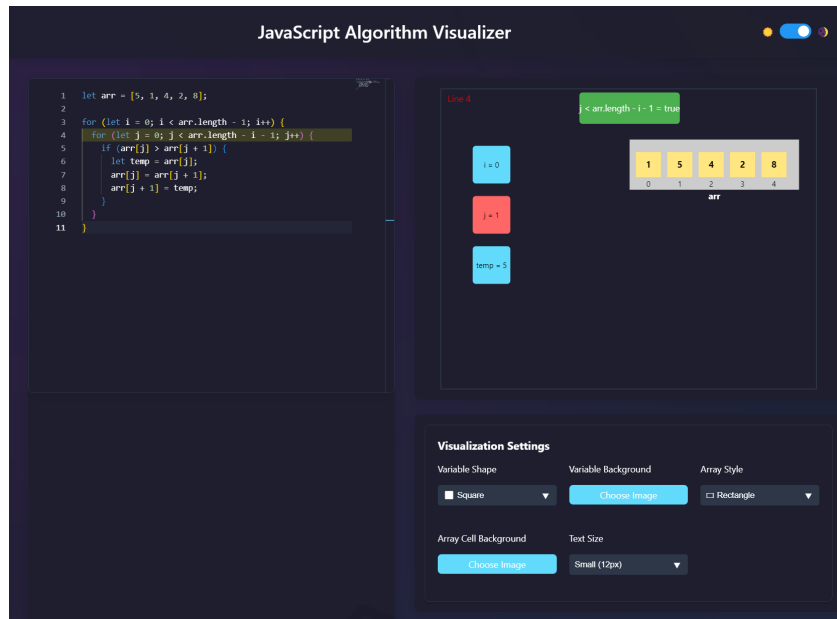 JavaScript Algorithm Visualizer
1 let arr = [5, 1, 4, 2, 8];
2
3 for (let i = 0; i < arr.length - 1; i++) {
4 for (let j = 0; j < arr.length - i - 1; j++) {
5 if (arr[j] > arr[j + 1]) {
6 let temp = arr[j];
7 arr[j] = arr[j + 1];
8 arr[j + 1] = temp;
9 }
10 }
11 }
Line 4
j < arr.length - i - 1 = true
i = 0
j = 1
temp = 5
1 5 4 2 8
0 1 2 3 4
arr
Visualization Settings
Variable Shape
Square
Variable Background
Choose Image
Array Style
Rectangle
Array Cell Background
Choose Image
Text Size
Small (12px)